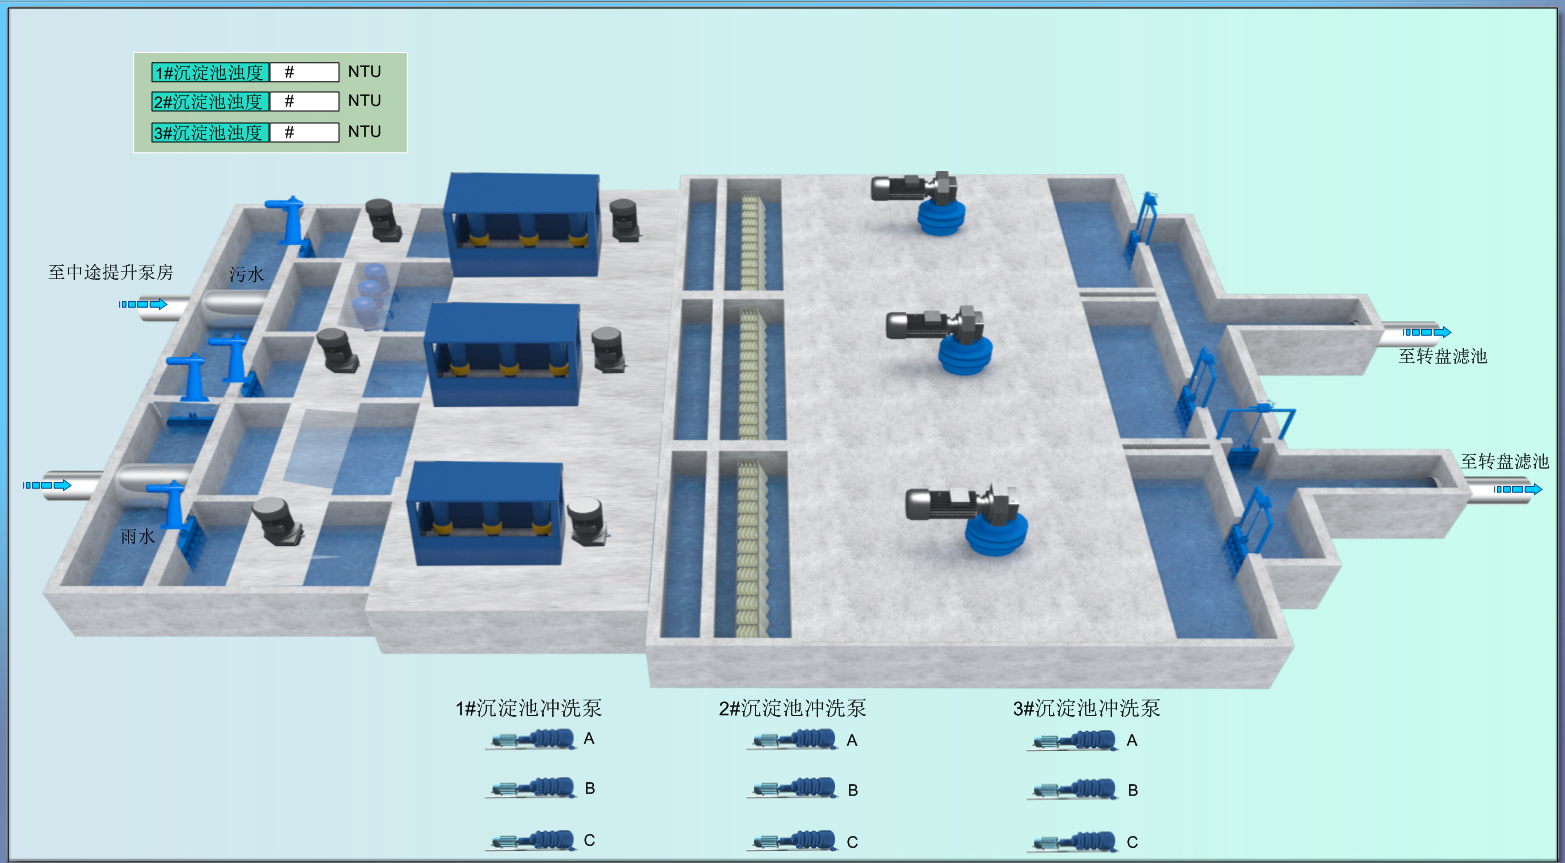 1#沉淀池浊度 # NTU
2#沉淀池浊度 # NTU
3#沉淀池浊度 # NTU
至中途提升泵房
污水
至转盘滤池
至转盘滤池
雨水
1#沉淀池冲洗泵 2#沉淀池冲洗泵 3#沉淀池冲洗泵
A A A
B B B
C C C